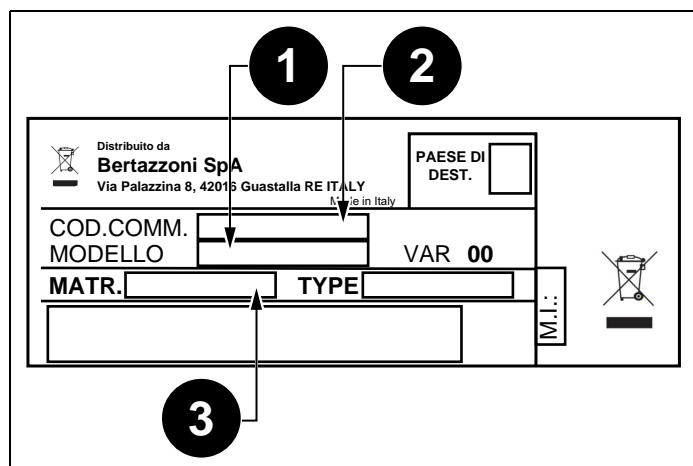 1
2
Distribuito da
Bertazzoni SpA
Via Palazzina 8, 42016 Guastalla RE ITALY
Made in Italy
PAESE DI
DEST.
COD.COMM.
MODELLO
VAR 00
MATR.
TYPE
M.I.:
3